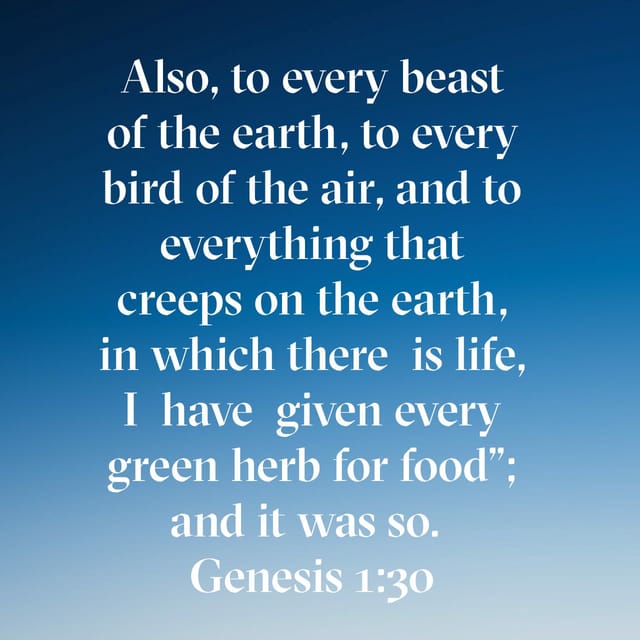 Also, to every beast
of the earth, to every
bird of the air, and to
everything that
creeps on the earth,
in which there is life,
I have given every
green herb for food”;
and it was so.
Genesis 1:30